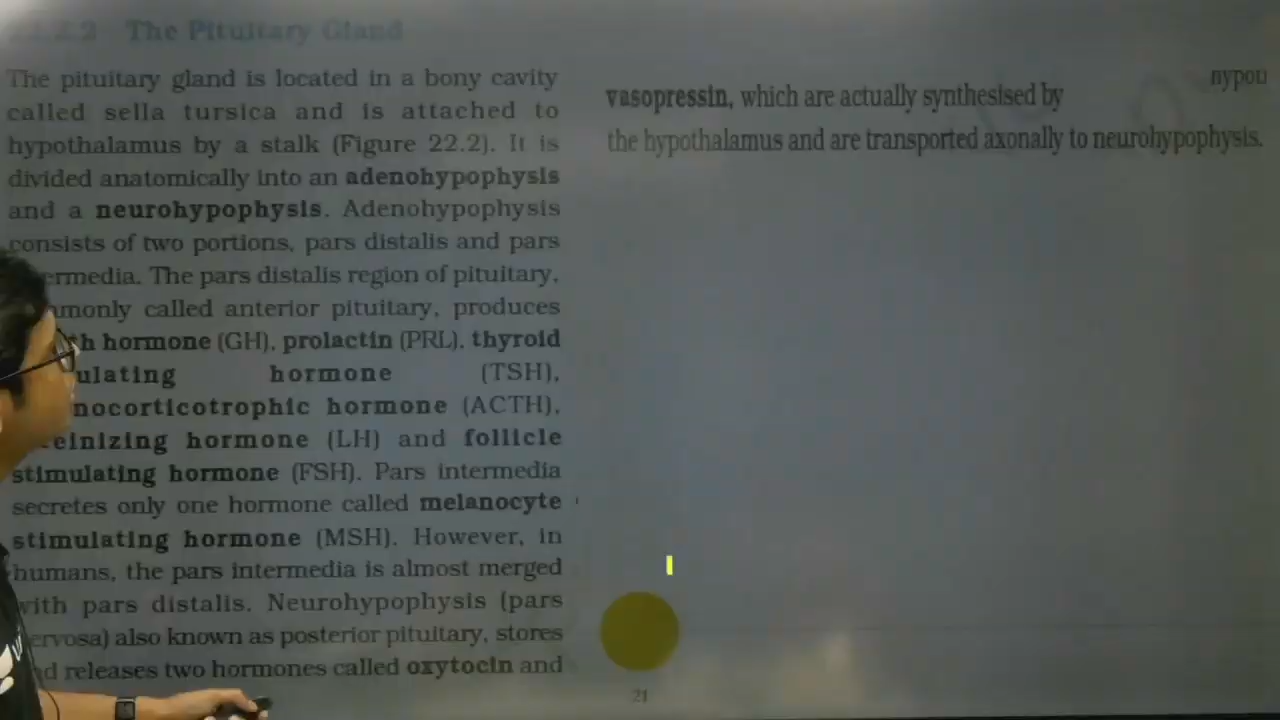 2.2 The Pituitary Gland
The pituitary gland is located in a bony cavity
called sella tursica and is attached to
hypothalamus by a stalk (Figure 22.2). It is
divided anatomically into an adenohypophysis
and a neurohypophysis. Adenohypophysis
consists of two portions, pars distalis and pars
ermedia. The pars distalis region of pituitary,
monly called anterior pituitary, produces
h hormone (GH), prolactin (PRL), thyroid
ulating hormone (TSH),
nocorticotrophic hormone (ACTH),
einizing hormone (LH) and follicle
stimulating hormone (FSH). Pars intermedia
secretes only one hormone called melanocyte
stimulating hormone (MSH). However, in
humans, the pars intermedia is almost merged
with pars distalis. Neurohypophysis (pars
ervosa) also known as posterior pituitary, stores
d releases two hormones called oxytocin and
vasopressin, which are actually synthesised by
the hypothalamus and are transported axonally to neurohypophysis.
21